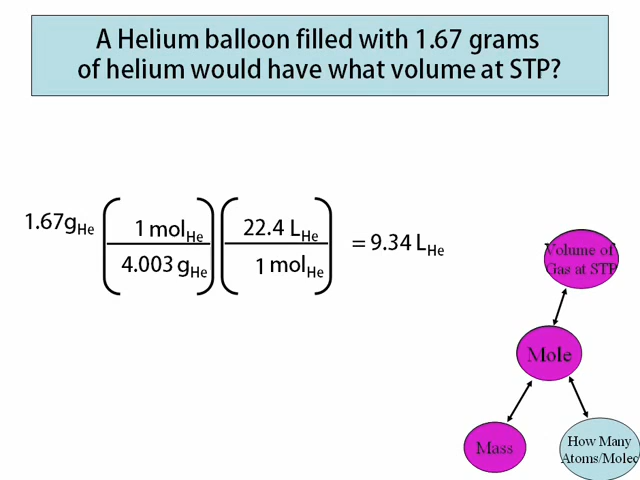 A Helium balloon filled with 1.67 grams
of helium would have what volume at STP?
1.67gHe (1 molHe / 4.003 gHe) (22.4 LHe / 1 molHe) = 9.34 LHe
Volume of
Gas at STP
Mole
Mass
How Many
Atoms/Molec